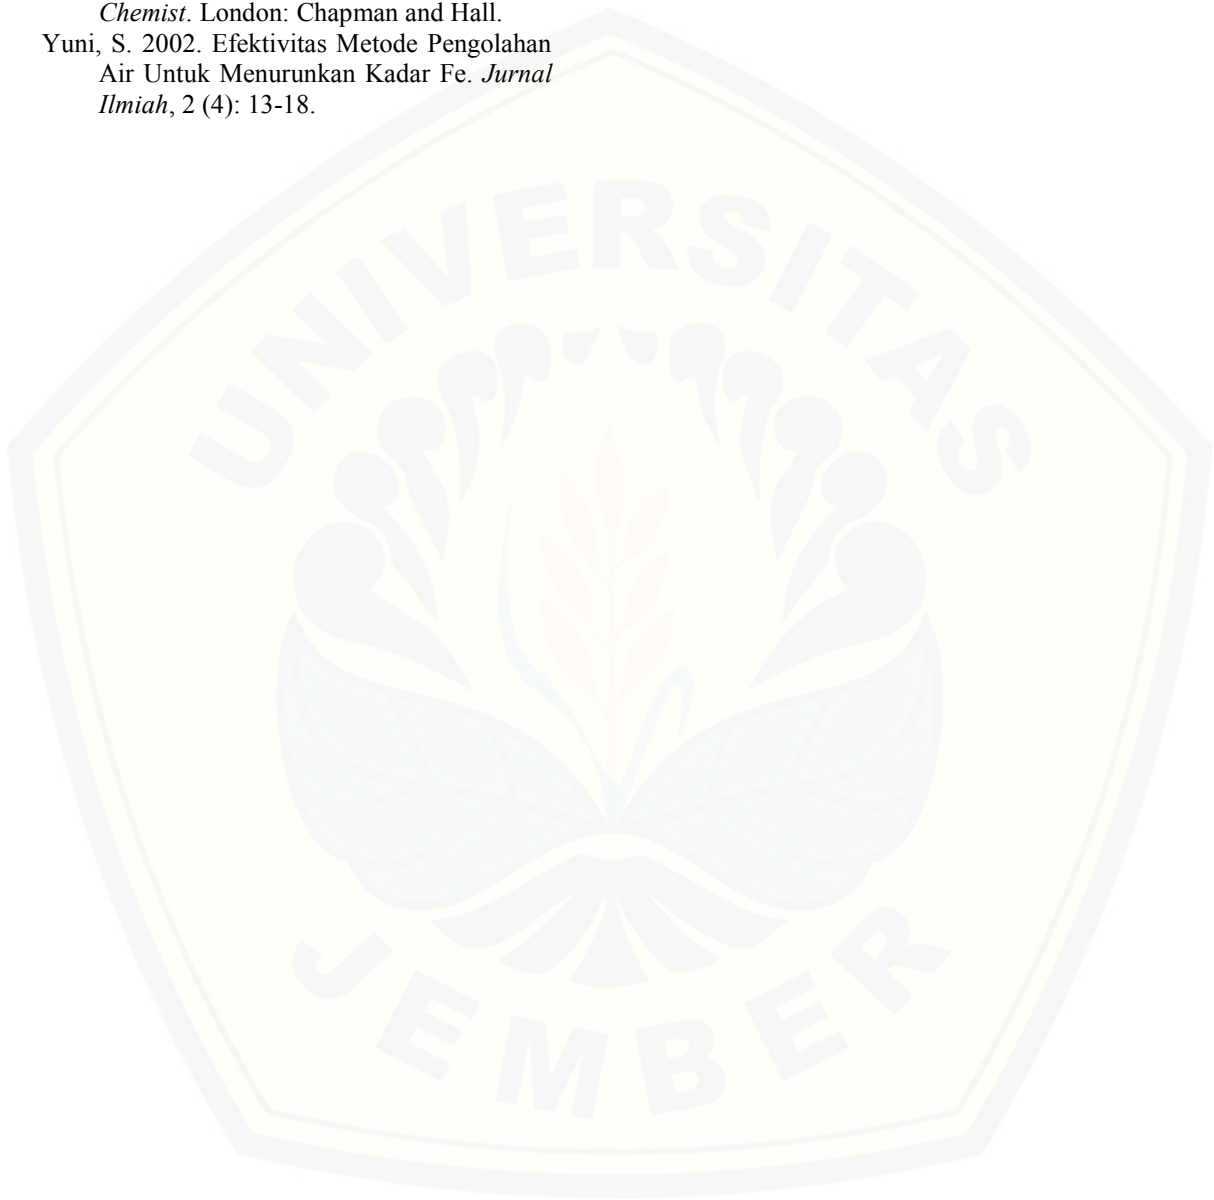 Chemist. London: Chapman and Hall.
Yuni, S. 2002. Efektivitas Metode Pengolahan
Air Untuk Menurunkan Kadar Fe. Jurnal
Ilmiah, 2 (4): 13-18.
UNIVERSITAS
JEMBER